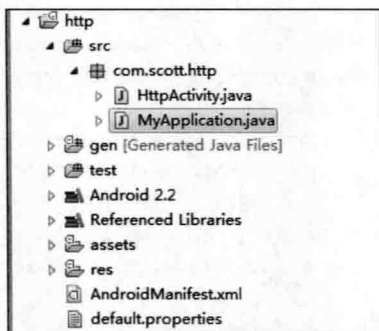 http
src
com.scott.http
HttpActivity.java
MyApplication.java
gen [Generated Java Files]
test
Android 2.2
Referenced Libraries
assets
res
AndroidManifest.xml
default.properties